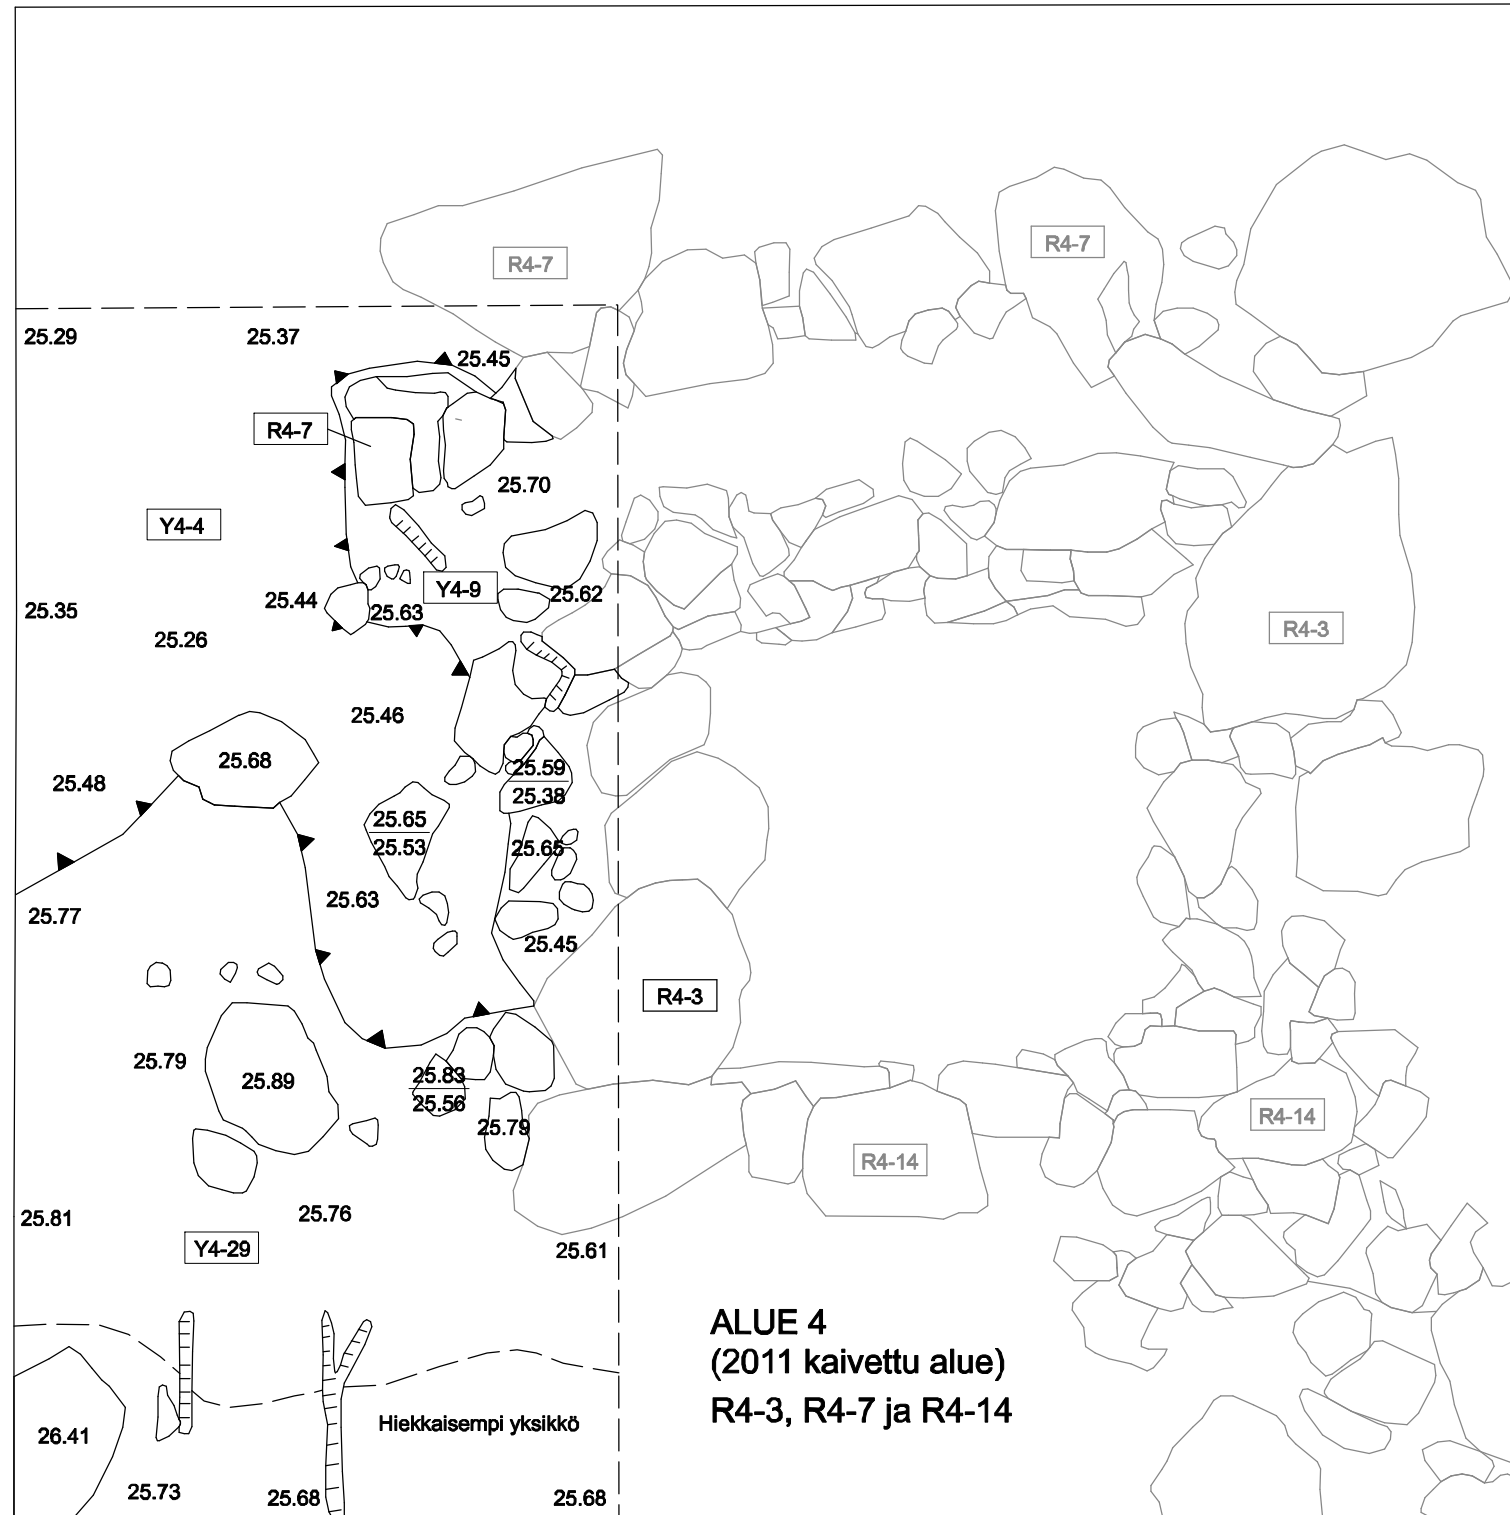 R4-7
R4-7
25.29
25.37
25.45
R4-7
25.70
Y4-4
Y4-9
25.62
25.44
25.63
25.35
25.26
R4-3
25.46
25.68
25.48
25.59
25.38
25.65
25.53
25.65
25.63
25.77
25.45
R4-3
25.79
25.89
25.83
25.56
25.79
R4-14
R4-14
25.81
25.76
Y4-29
25.61
ALUE 4
(2011 kaivettu alue)
R4-3, R4-7 ja R4-14
Hiekkaisempi yksikkö
26.41
25.73
25.68
25.68